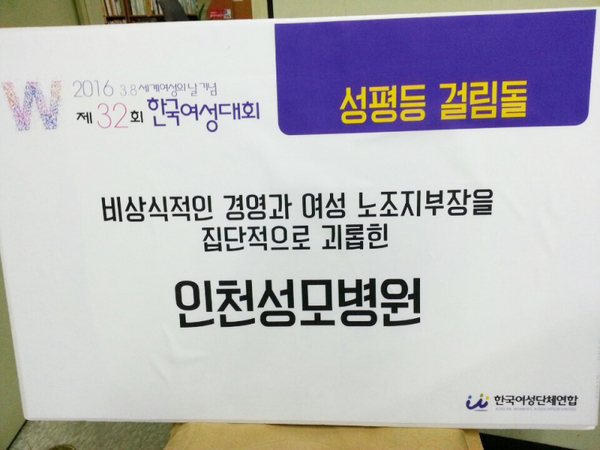 W
2016 3.8 세계여성의 날 기념
제 32회 한국여성대회
성평등 걸림돌
비상식적인 경영과 여성 노조지부장을
집단적으로 괴롭힌
인천성모병원
한국여성단체연합